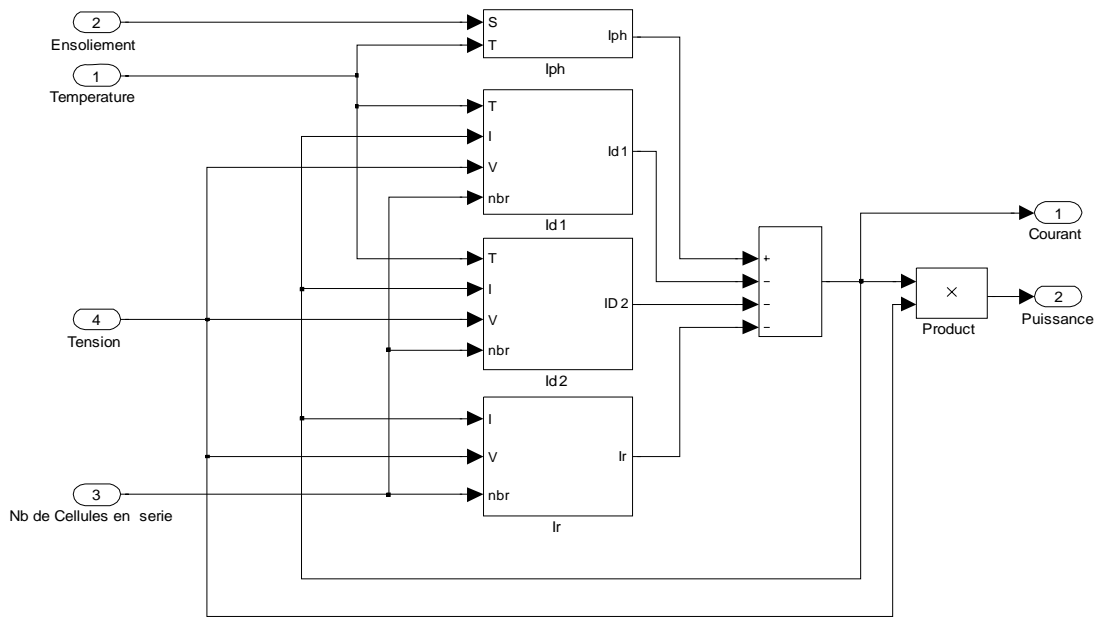 2
Ensoliement
1
Temperature
S
T
Iph
Iph
T
I
V
nbr
Id1
Id1
T
I
V
nbr
ID2
Id2
4
Tension
I
V
nbr
Ir
Ir
3
Nb de Cellules en serie
+
−
−
−
×
Product
1
Courant
2
Puissance